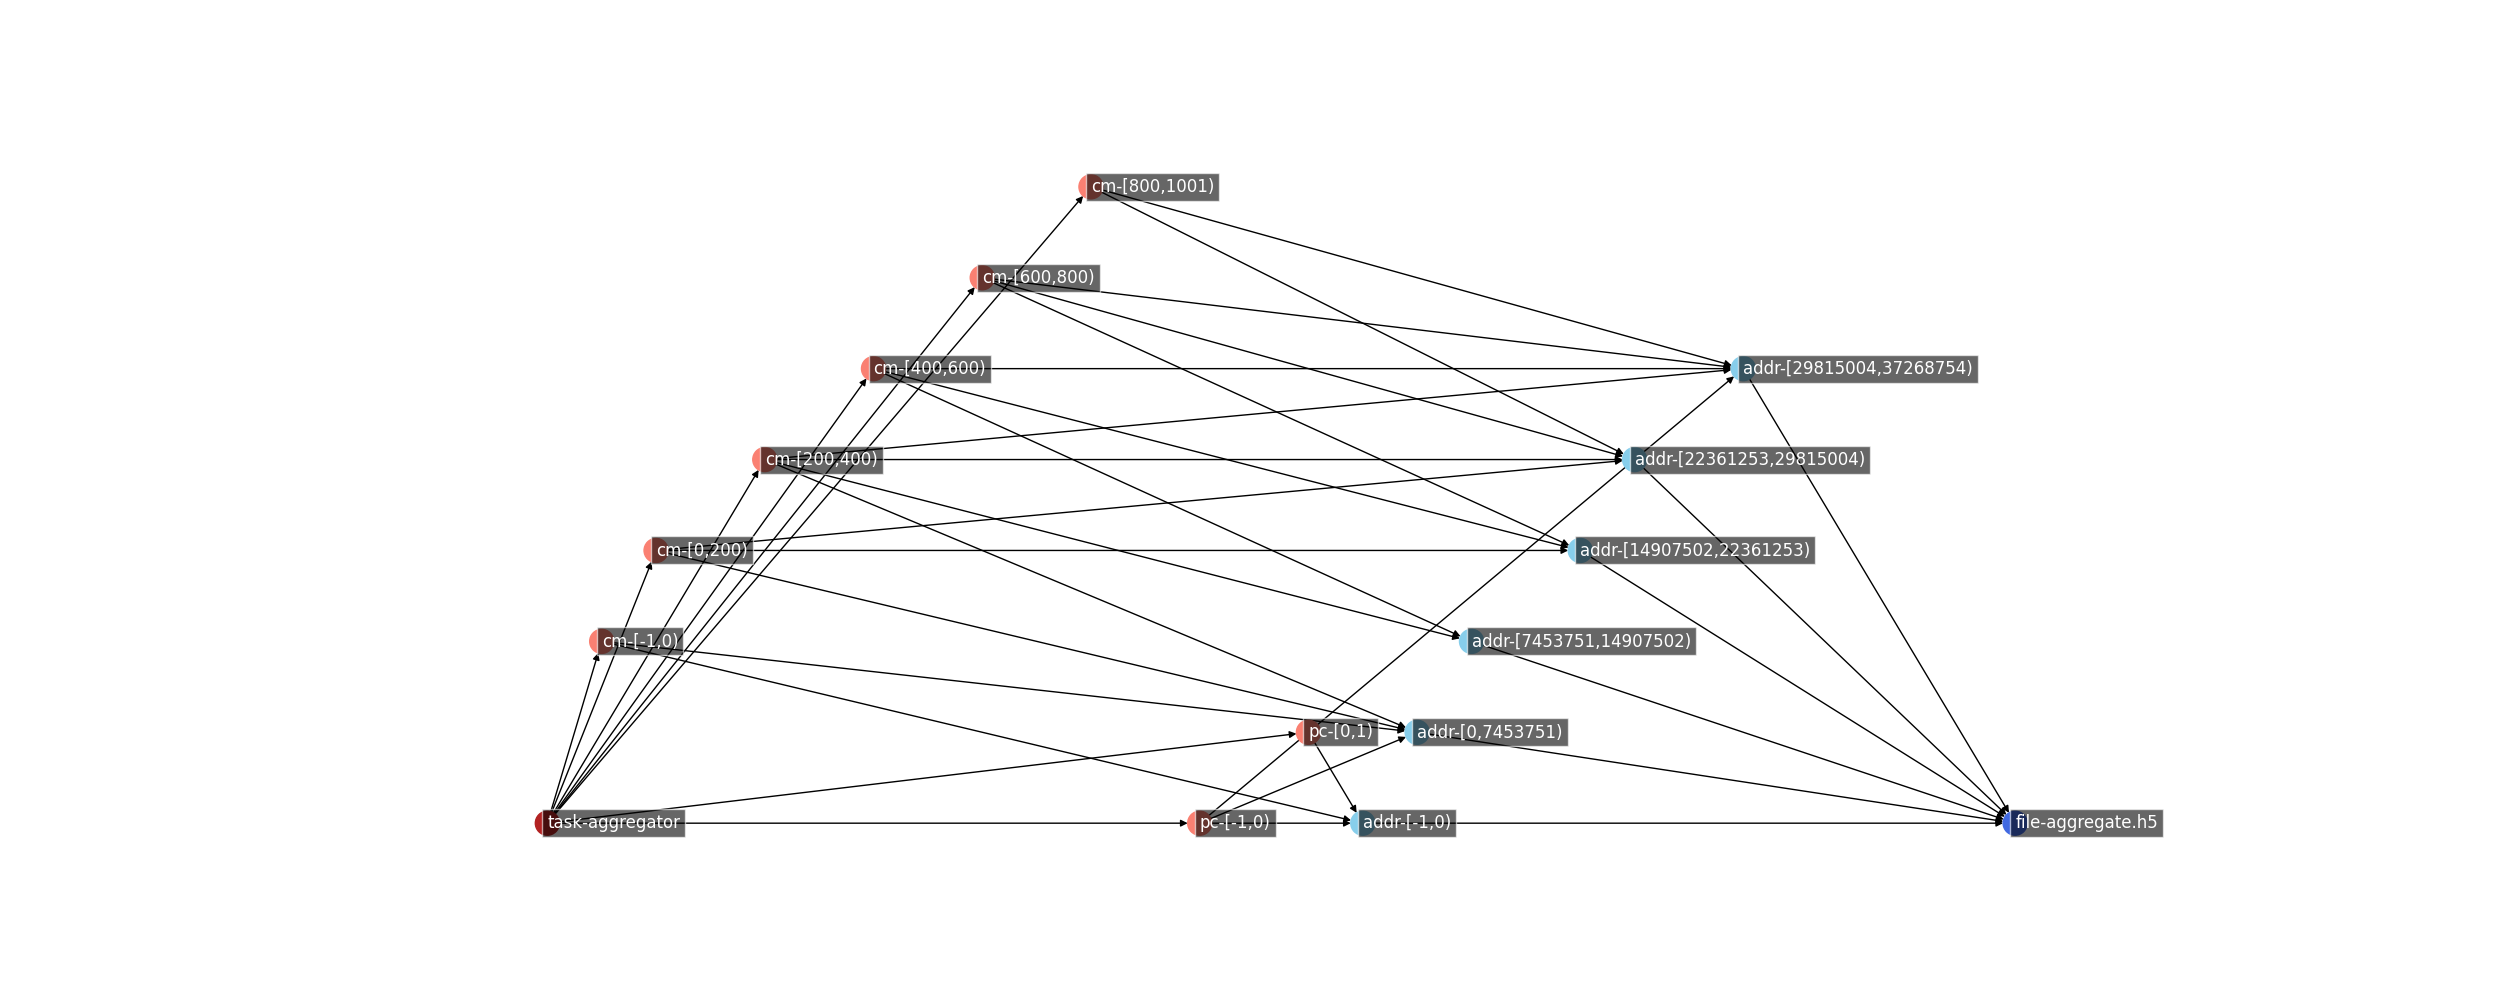 cm-[800,1001)
cm-[600,800)
cm-[400,600)
addr-[29815004,37268754)
cm-[200,400)
addr-[22361253,29815004)
cm-[0,200)
addr-[14907502,22361253)
cm-[-1,0)
addr-[7453751,14907502)
pc-[0,1)
addr-[0,7453751)
task-aggregator
pc-[-1,0)
addr-[-1,0)
file-aggregate.h5